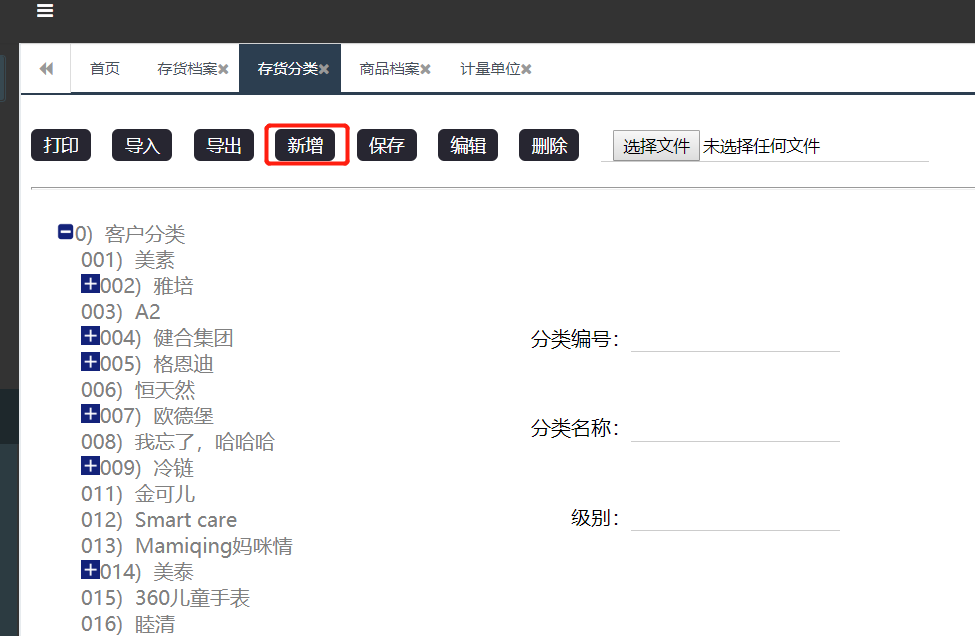 首页 存货档案 存货分类 商品档案 计量单位
打印 导入 导出 新增 保存 编辑 删除 选择文件 未选择任何文件
0) 客户分类
001) 美素
002) 雅培
003) A2
004) 健合集团
005) 格恩迪
006) 恒天然
007) 欧德堡
008) 我忘了，哈哈哈
009) 冷链
011) 金可儿
012) Smart care
013) Mamiqing妈咪情
014) 美泰
015) 360儿童手表
016) 睦清
分类编号：
分类名称：
级别：